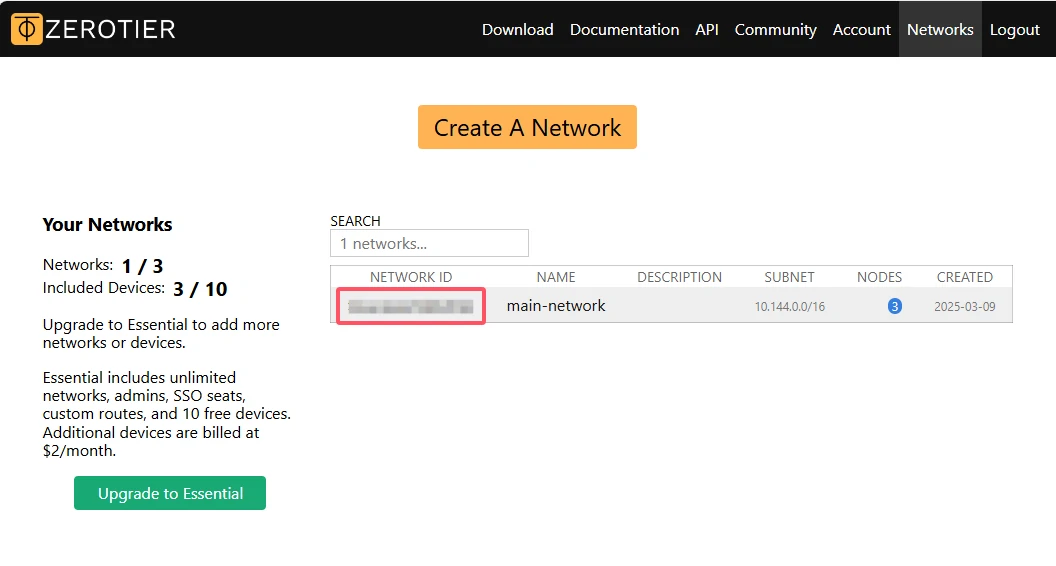 ZEROTIER
Download Documentation API Community Account Networks Logout
Create A Network
Your Networks
Networks: 1 / 3
Included Devices: 3 / 10
Upgrade to Essential to add more
networks or devices.
Essential includes unlimited
networks, admins, SSO seats,
custom routes, and 10 free devices.
Additional devices are billed at
$2/month.
Upgrade to Essential
SEARCH
1 networks...
NETWORK ID NAME DESCRIPTION SUBNET NODES CREATED
main-network 10.144.0.0/16 3 2025-03-09